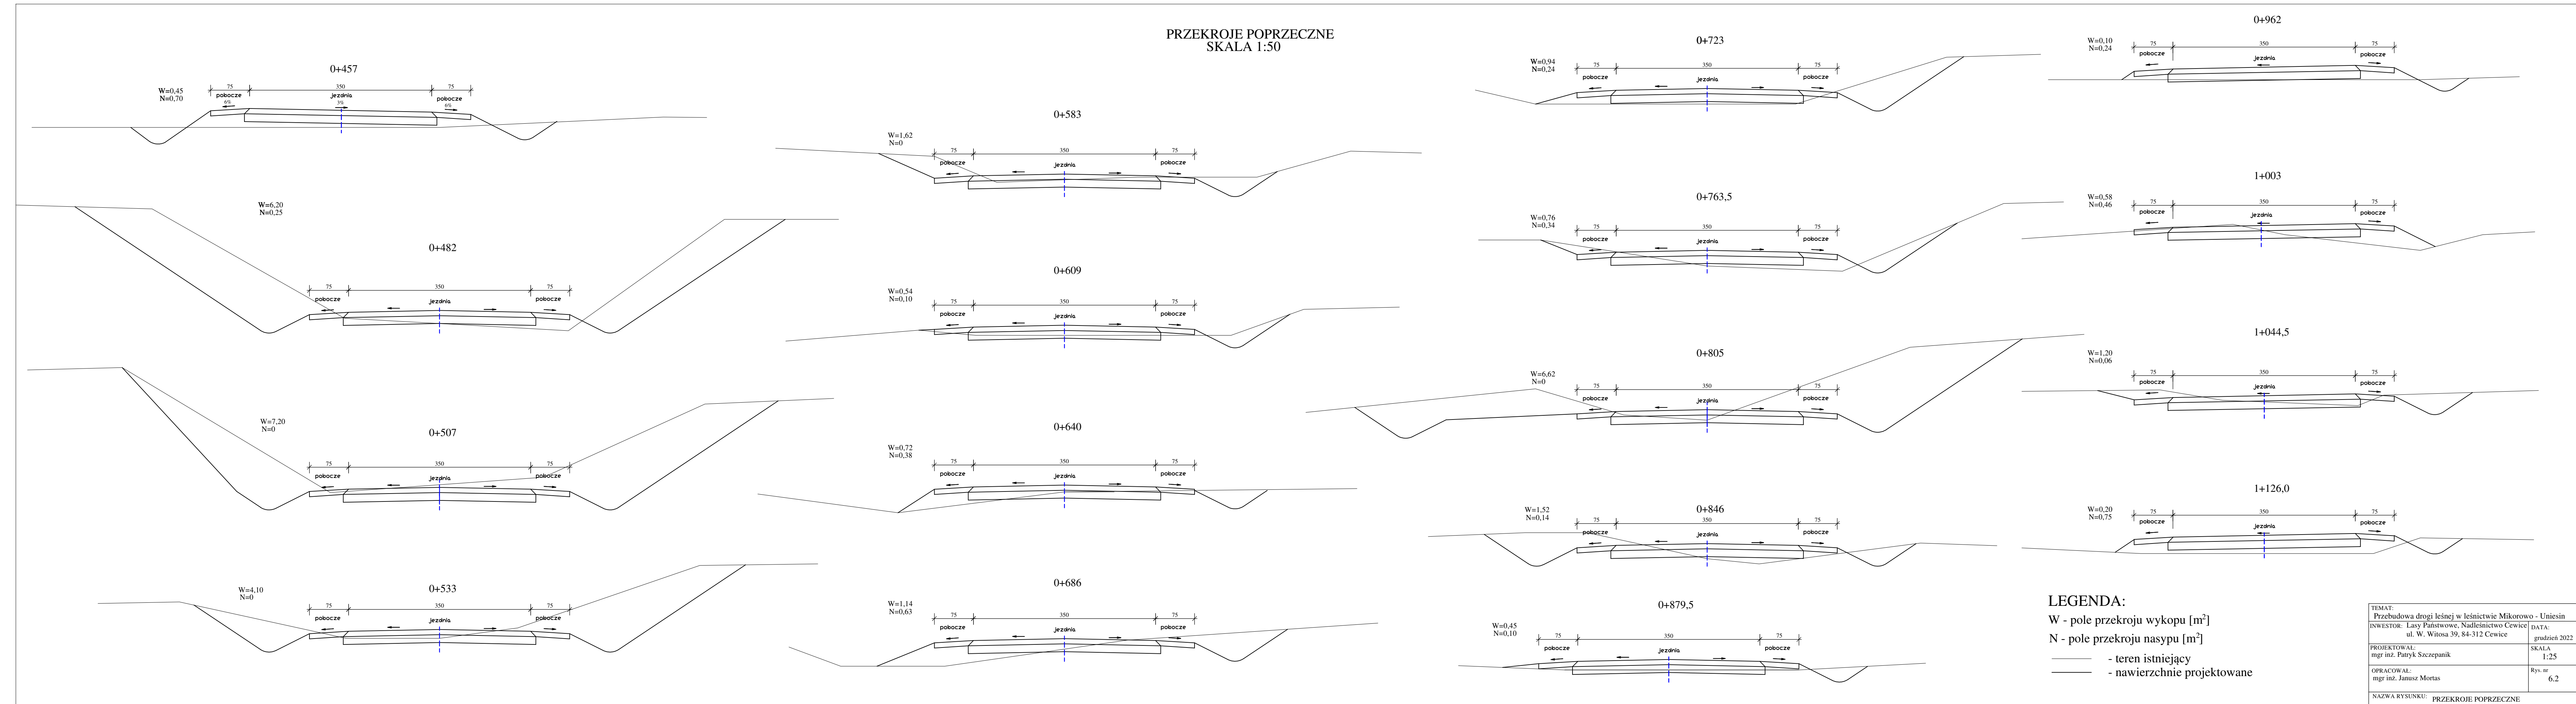 PRZEKROJE POPRZECZNE
SKALA 1:50
0+457
W=0,45
N=0,70
75 350 75
pobocze jezdnia pobocze
6% 3% 6%
W=6,20
N=0,25
0+482
75 350 75
pobocze jezdnia pobocze
W=7,20
N=0
0+507
75 350 75
pobocze jezdnia pobocze
W=4,10
N=0
0+533
75 350 75
pobocze jezdnia pobocze
0+583
W=1,62
N=0
75 350 75
pobocze jezdnia pobocze
0+609
W=0,54
N=0,10
75 350 75
pobocze jezdnia pobocze
0+640
W=0,72
N=0,38
75 350 75
pobocze jezdnia pobocze
0+686
W=1,14
N=0,63
75 350 75
pobocze jezdnia pobocze
0+723
W=0,94
N=0,24
75 350 75
pobocze jezdnia pobocze
0+763,5
W=0,76
N=0,34
75 350 75
pobocze jezdnia pobocze
0+805
W=6,62
N=0
75 350 75
pobocze jezdnia pobocze
0+846
W=1,52
N=0,14
75 350 75
pobocze jezdnia pobocze
0+879,5
W=0,45
N=0,10
75 350 75
pobocze jezdnia pobocze
0+962
W=0,10
N=0,24
75 350 75
pobocze jezdnia pobocze
1+003
W=0,58
N=0,46
75 350 75
pobocze jezdnia pobocze
1+044,5
W=1,20
N=0,06
75 350 75
pobocze jezdnia pobocze
1+126,0
W=0,20
N=0,75
75 350 75
pobocze jezdnia pobocze
LEGENDA:
W - pole przekroju wykopu [m²]
N - pole przekroju nasypu [m²]
- teren istniejący
- nawierzchnie projektowane
TEMAT:
Przebudowa drogi leśnej w leśnictwie Mikorowo - Uniesin
INWESTOR: Lasy Państwowe, Nadleśnictwo Cewice
ul. W. Witosa 39, 84-312 Cewice
DATA:
grudzień 2022
PROJEKTOWAŁ:
mgr inż. Patryk Szczepanik
SKALA
1:25
OPRACOWAŁ:
mgr inż. Janusz Mortas
Rys. nr
6.2
NAZWA RYSUNKU: PRZEKROJE POPRZECZNE